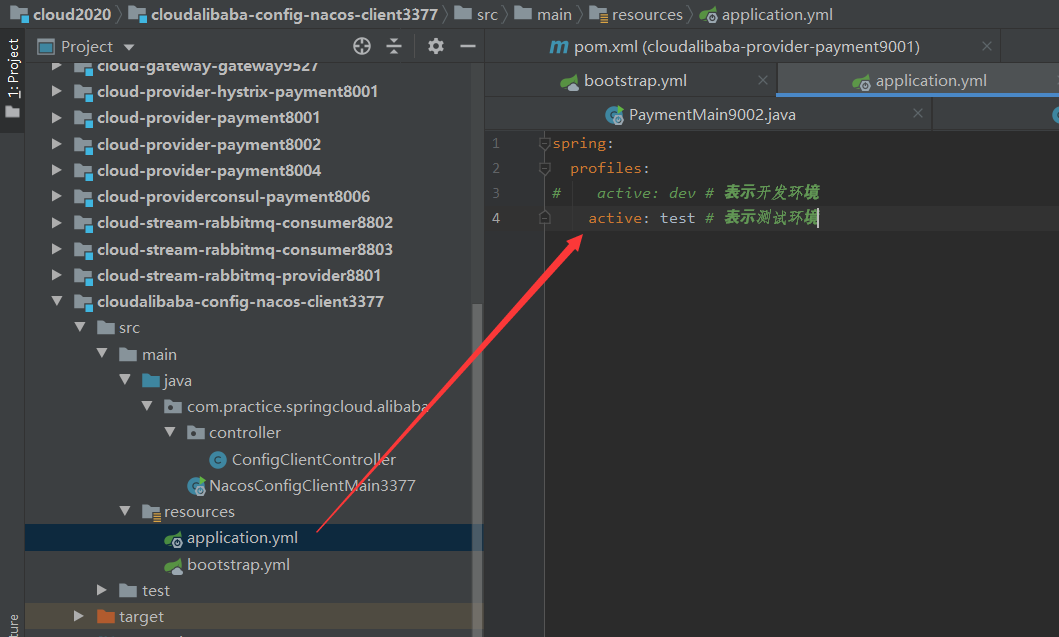 cloud2020 cloudalibaba-config-nacos-client3377 src main resources application.yml
1: Project
Project
cloud-gateway-gateway9527
cloud-provider-hystrix-payment8001
cloud-provider-payment8001
cloud-provider-payment8002
cloud-provider-payment8004
cloud-providerconsul-payment8006
cloud-stream-rabbitmq-consumer8802
cloud-stream-rabbitmq-consumer8803
cloud-stream-rabbitmq-provider8801
cloudalibaba-config-nacos-client3377
src
main
java
com.practice.springcloud.alibaba
controller
ConfigClientController
NacosConfigClientMain3377
resources
application.yml
bootstrap.yml
test
target
pom.xml (cloudalibaba-provider-payment9001)
bootstrap.yml
application.yml
PaymentMain9002.java
1 spring:
2 profiles:
3 # active: dev # 表示开发环境
4 active: test # 表示测试环境